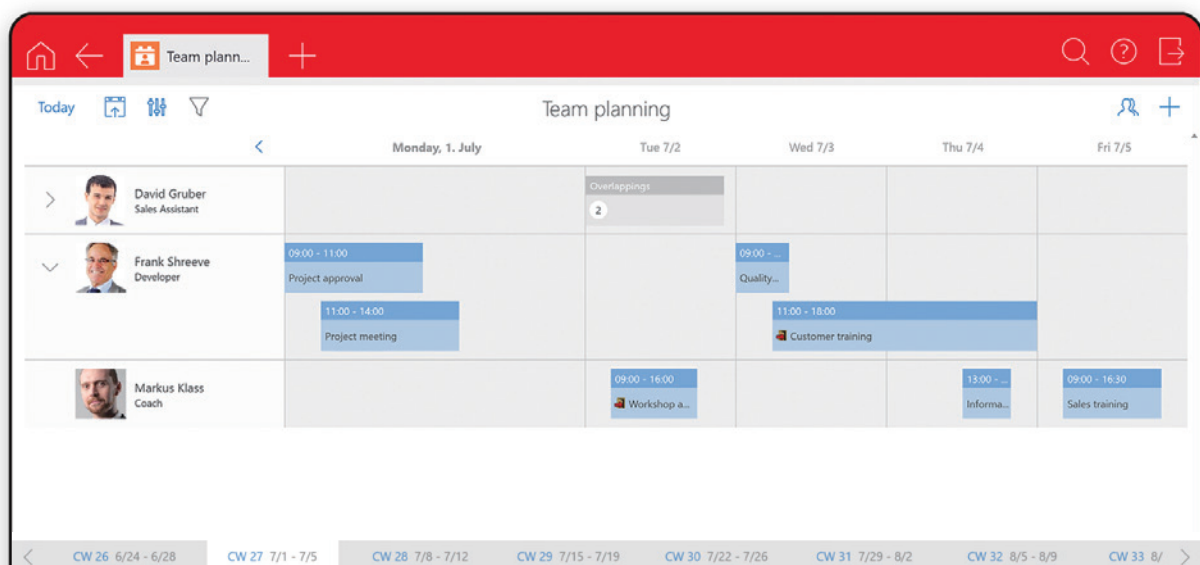 Team plann...
Today
Team planning
Monday, 1. July
Tue 7/2
Wed 7/3
Thu 7/4
Fri 7/5
David Gruber
Sales Assistant
Overlappings
2
Frank Shreeve
Developer
09:00 - 11:00
Project approval
09:00 - ...
Quality...
11:00 - 14:00
Project meeting
11:00 - 18:00
Customer training
Markus Klass
Coach
09:00 - 16:00
Workshop a...
13:00 - ...
Informa...
09:00 - 16:30
Sales training
CW 26 6/24 - 6/28
CW 27 7/1 - 7/5
CW 28 7/8 - 7/12
CW 29 7/15 - 7/19
CW 30 7/22 - 7/26
CW 31 7/29 - 8/2
CW 32 8/5 - 8/9
CW 33 8/